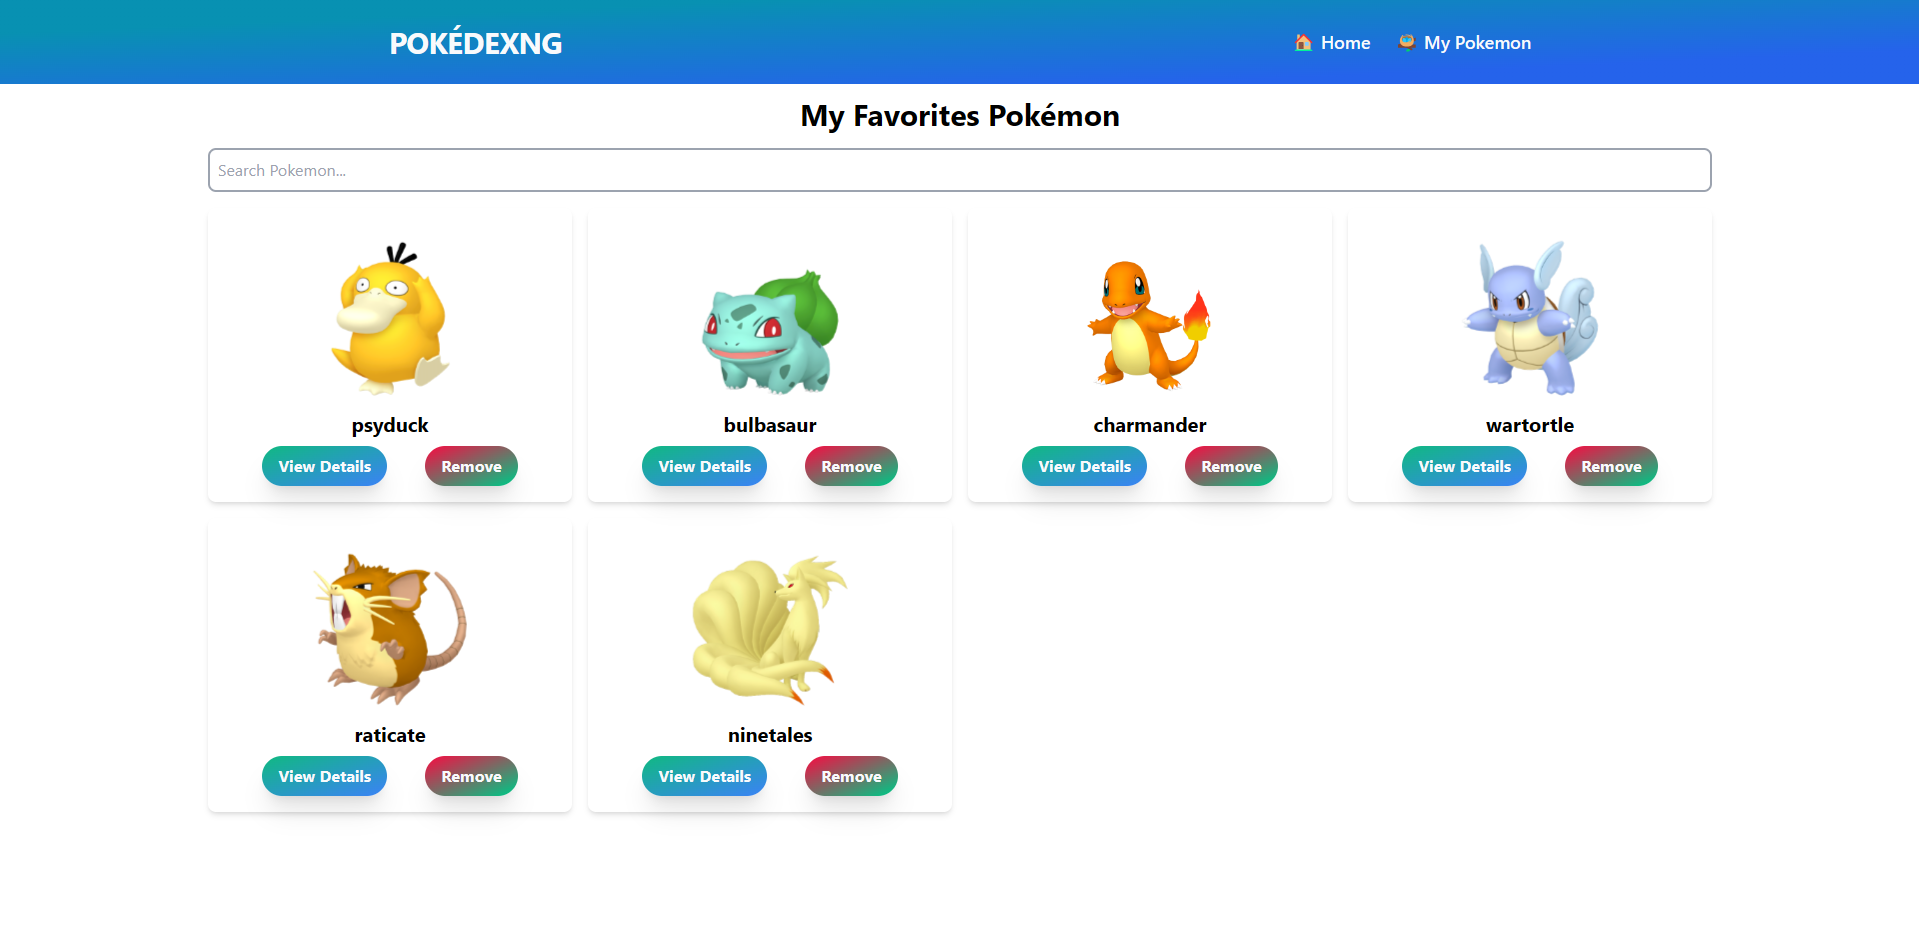 POKÉDEXNG
Home
My Pokemon
My Favorites Pokémon
Search Pokemon...
psyduck
View Details
Remove
bulbasaur
View Details
Remove
charmander
View Details
Remove
wartortle
View Details
Remove
raticate
View Details
Remove
ninetales
View Details
Remove